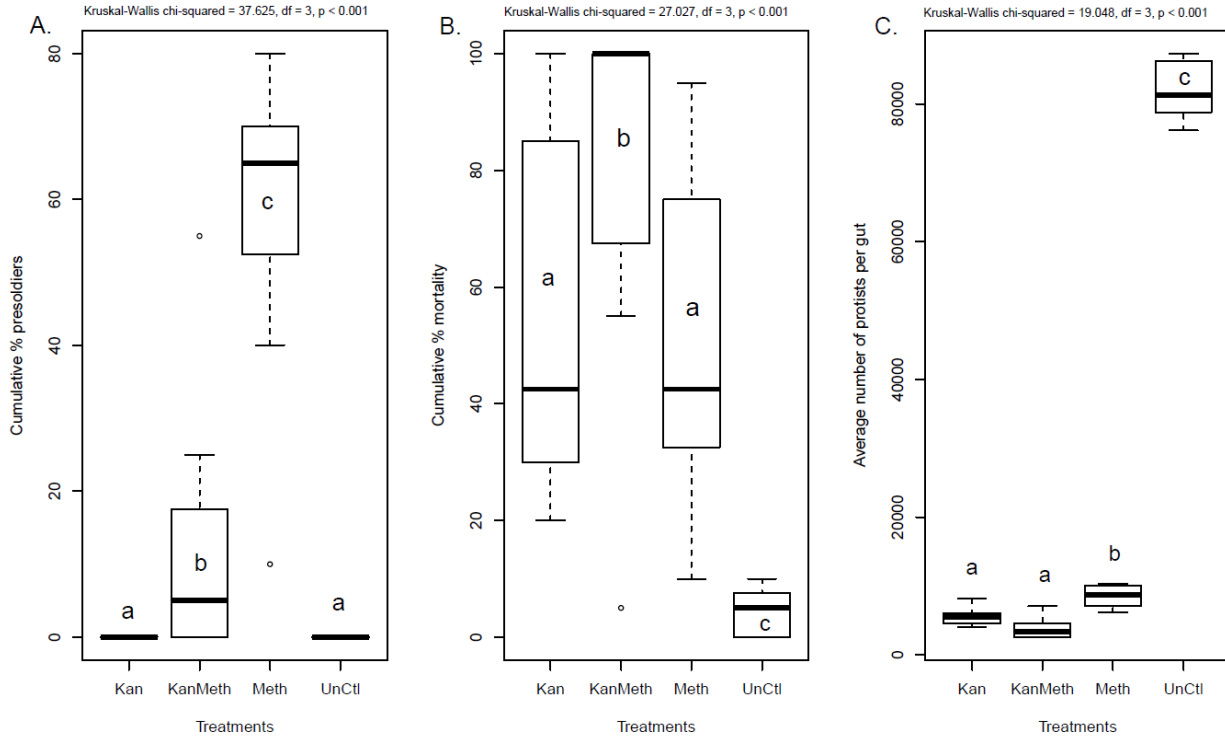 Kruskal-Wallis chi-squared = 37.625, df = 3, p < 0.001
A.
Cumulative % presoldiers
80
60
40
20
0
a
b
c
a
Kan KanMeth Meth UnCtl
Treatments
Kruskal-Wallis chi-squared = 27.027, df = 3, p < 0.001
B.
Cumulative % mortality
100
80
60
40
20
0
a
b
a
c
Kan KanMeth Meth UnCtl
Treatments
Kruskal-Wallis chi-squared = 19.048, df = 3, p < 0.001
C.
Average number of protists per gut
80000
60000
40000
20000
0
a
a
b
c
Kan KanMeth Meth UnCtl
Treatments